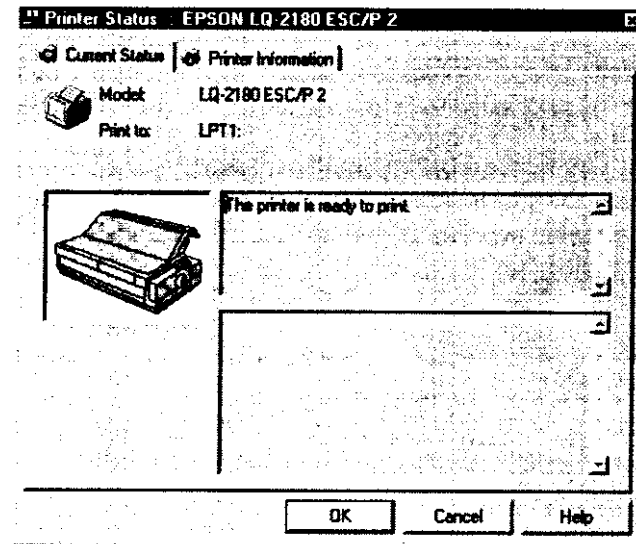 Printer Status : EPSON LQ-2180 ESC/P 2
Current Status Printer Information
Model: LQ-2180 ESC/P 2
Print to: LPT1:
The printer is ready to print.
OK Cancel Help